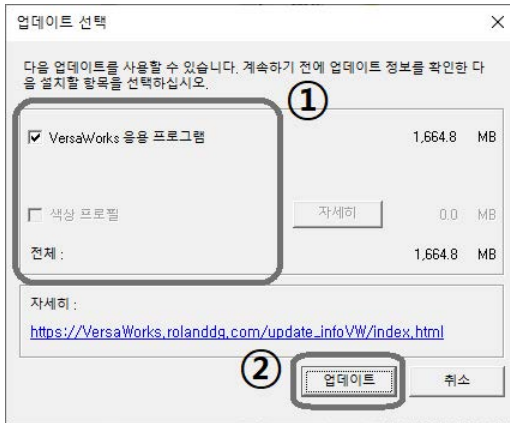 업데이트 선택
다음 업데이트를 사용할 수 있습니다. 계속하기 전에 업데이트 정보를 확인한 다
음 설치할 항목을 선택하십시오.
①
VersaWorks 응용 프로그램 1,664.8 MB
색상 프로필 자세히 0.0 MB
전체 : 1,664.8 MB
자세히 :
https://VersaWorks.rolanddg.com/update_infoVW/index.html
②
업데이트 취소